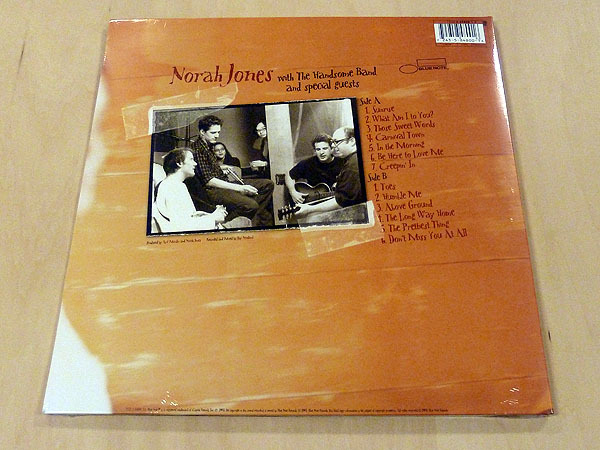 Norah Jones with The Handsome Band
and special guests
BLUE NOTE
Side A
1. Sunrise
2. What Am I to You?
3. Those Sweet Words
4. Carnival Town
5. In the Morning
6. Be Here to Love Me
7. Creepin' In
Side B
1. Toes
2. Humble Me
3. Above Ground
4. The Long Way Home
5. The Prettiest Thing
6. Don't Miss You At All